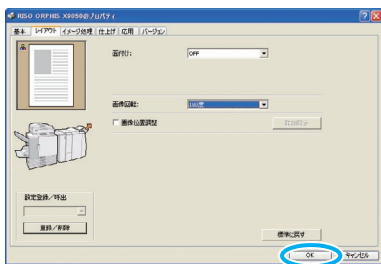 RISO ORPHIS X9050のプロパティ
基本 レイアウト イメージ処理 仕上げ 応用 バージョン
面付け: OFF
画像回転: 180度
画像位置調整
設定登録/呼出
登録/削除
標準に戻す
OK キャンセル